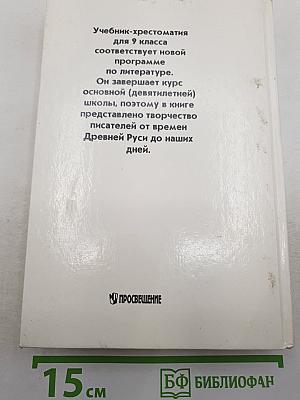 Учебник-хрестоматия
для 9 класса
соответствует новой
программе
по литературе.
Он завершает курс
основной (девятилетней)
школы, поэтому в книге
представлено творчество
писателей от времен
Древней Руси до наших
дней.
ПРОСВЕЩЕНИЕ
15 см
БФ БИБЛИОФАН